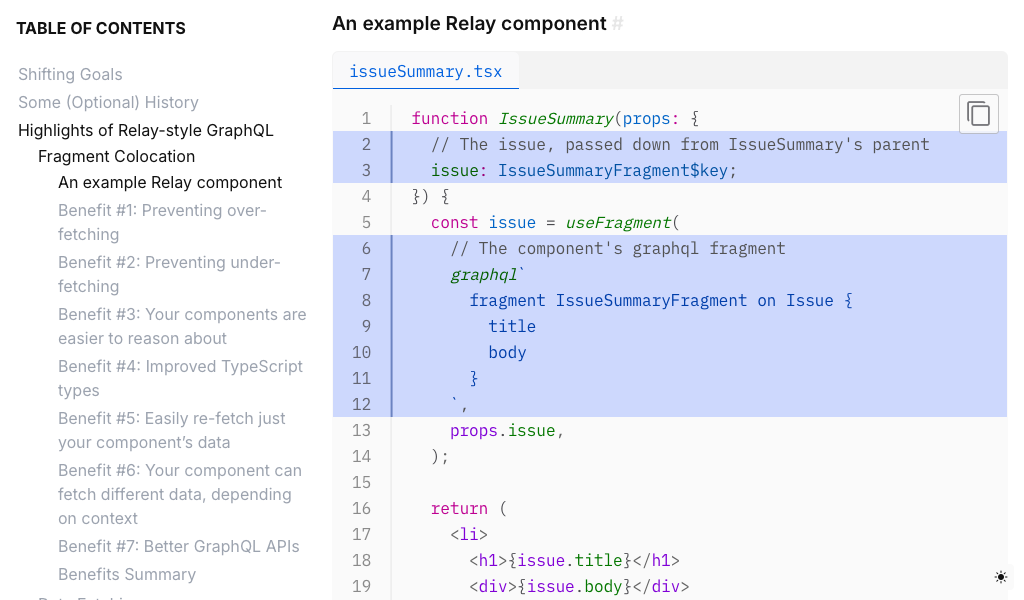 TABLE OF CONTENTS
Shifting Goals
Some (Optional) History
Highlights of Relay-style GraphQL
Fragment Colocation
An example Relay component
Benefit #1: Preventing over-
fetching
Benefit #2: Preventing under-
fetching
Benefit #3: Your components are
easier to reason about
Benefit #4: Improved TypeScript
types
Benefit #5: Easily re-fetch just
your component’s data
Benefit #6: Your component can
fetch different data, depending
on context
Benefit #7: Better GraphQL APIs
Benefits Summary
An example Relay component #
issueSummary.tsx
1 function IssueSummary(props: {
2   // The issue, passed down from IssueSummary's parent
3   issue: IssueSummaryFragment$key;
4 }) {
5   const issue = useFragment(
6     // The component's graphql fragment
7     graphql`
8       fragment IssueSummaryFragment on Issue {
9         title
10         body
11       }
12     `,
13     props.issue,
14   );
15
16   return (
17     <li>
18       <h1>{issue.title}</h1>
19       <div>{issue.body}</div>